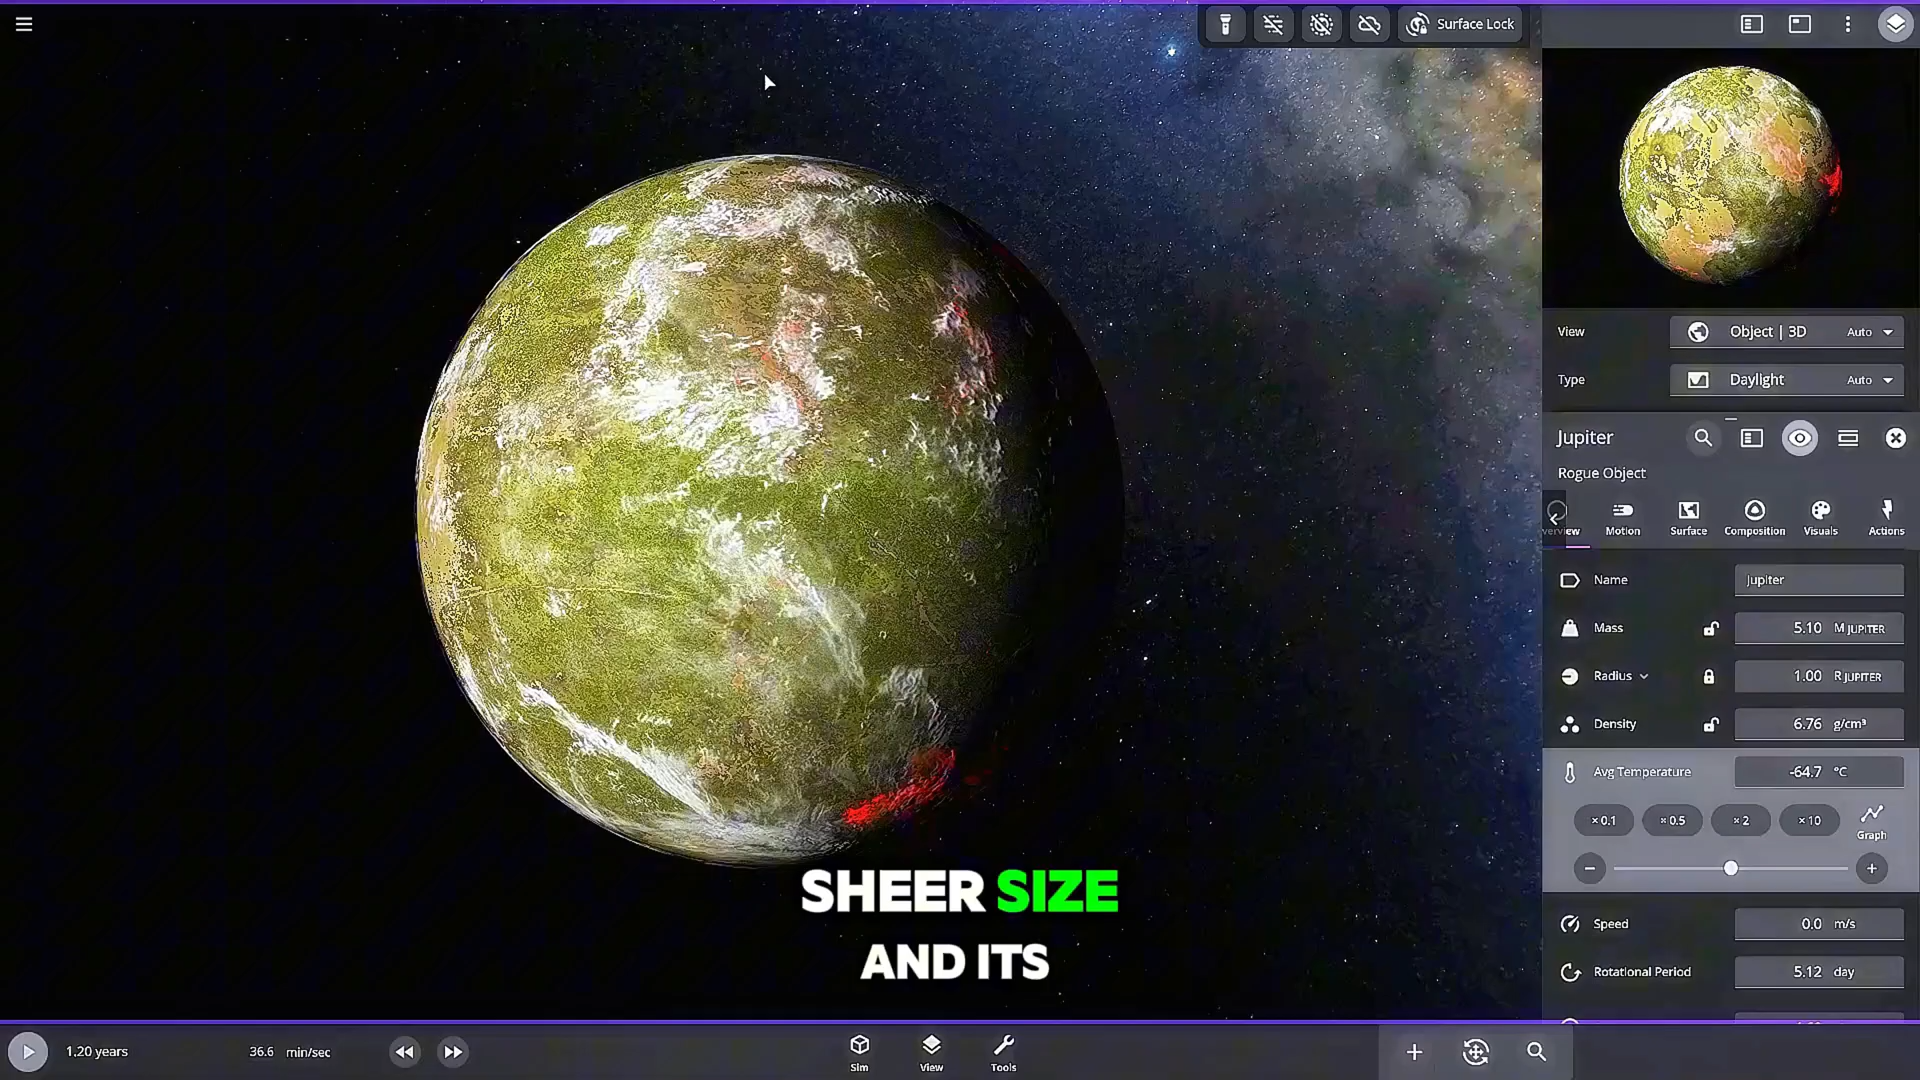 Surface Lock
View
Object | 3D
Auto
Type
Daylight
Auto
Jupiter
Rogue Object
verview
Motion
Surface
Composition
Visuals
Actions
Name
Jupiter
Mass
5.10 M JUPITER
Radius
1.00 R JUPITER
Density
6.76 g/cm³
Avg Temperature
-64.7 °C
× 0.1
× 0.5
× 2
× 10
Graph
Speed
0.0 m/s
Rotational Period
5.12 day
SHEER SIZE
AND ITS
1.20 years
36.6 min/sec
Sim
View
Tools